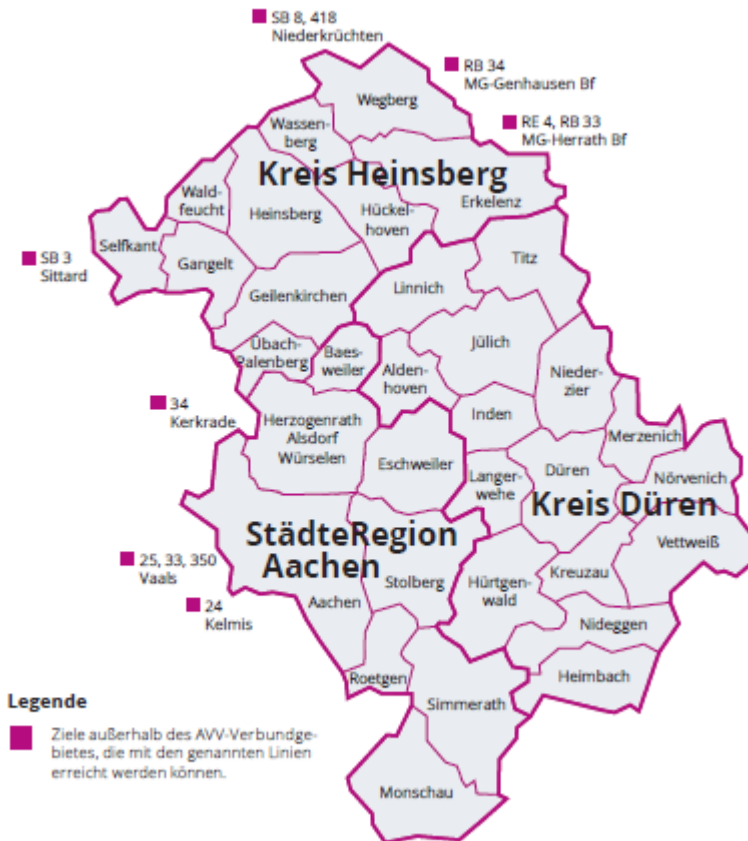 SB 8, 418
Niederkrüchten
RB 34
MG-Genhausen Bf
Wegberg
RE 4, RB 33
MG-Herrath Bf
Wassen-
berg
Kreis Heinsberg
Wald-
feucht
Heinsberg
Hückel-
hoven
Erkelenz
Selfkant
SB 3
Sittard
Gangelt
Titz
Linnich
Geilenkirchen
Übach-
Palenberg
Baes-
weiler
Jülich
Alden-
hoven
Nieder-
zier
34
Kerkrade
Inden
Herzogenrath
Alsdorf
Würselen
Merzenich
Eschweiler
Langer-
wehe
Düren
Nörvenich
Kreis Düren
StädteRegion
Aachen
Vettweiß
25, 33, 350
Vaals
Stolberg
Hürtgen-
wald
Kreuzau
24
Kelmis
Aachen
Nideggen
Roetgen
Heimbach
Simmerath
Legende
Ziele außerhalb des AVV-Verbundge-
bietes, die mit den genannten Linien
erreicht werden können.
Monschau